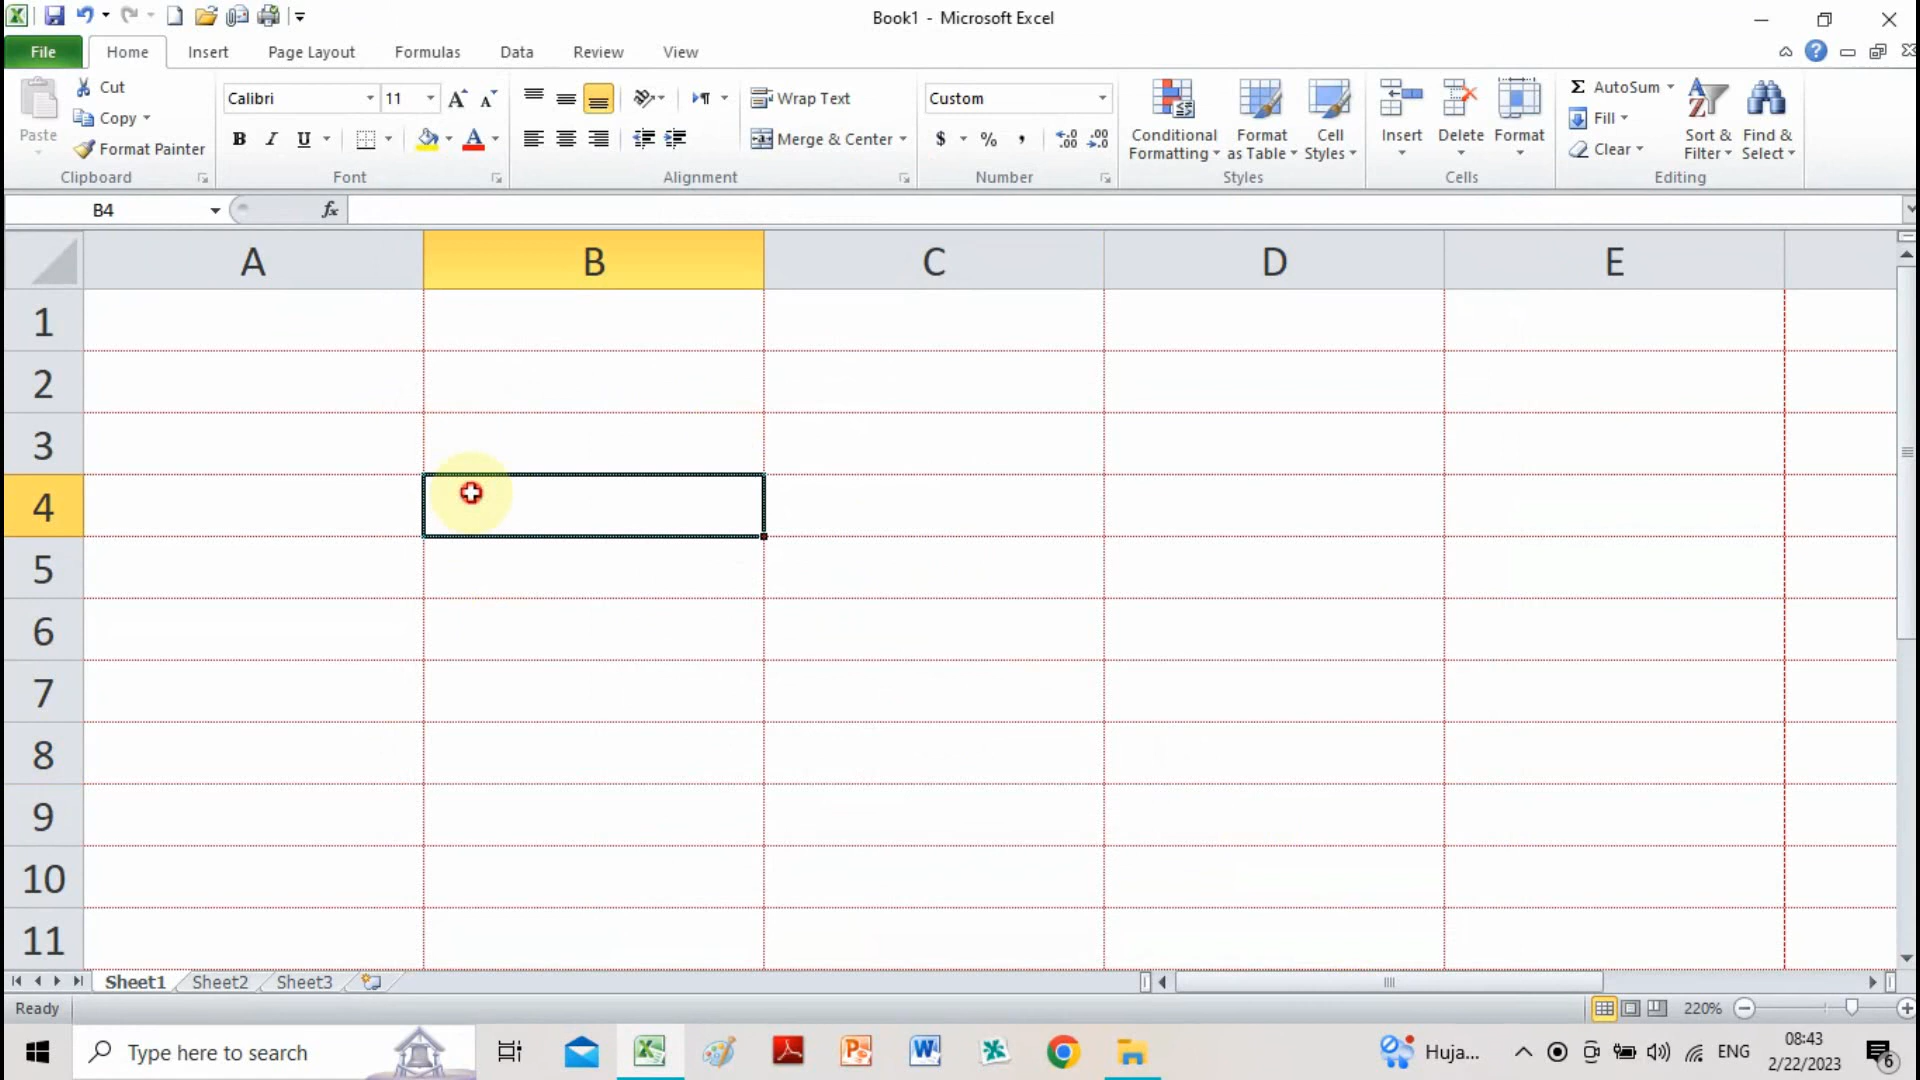 Book1 - Microsoft Excel
File Home Insert Page Layout Formulas Data Review View
Paste
Cut
Copy
Format Painter
Clipboard
Calibri 11
B I U A
Font
Wrap Text
Merge & Center
Alignment
Custom
$ % ,
Number
Conditional Formatting
Format as Table
Cell Styles
Styles
Insert Delete Format
Cells
Σ AutoSum
Fill
Clear
Sort & Filter
Find & Select
Editing
B4 fx
A B C D E
1
2
3
4
5
6
7
8
9
10
11
Sheet1 Sheet2 Sheet3
Ready 220%
Type here to search Huja... ENG 08:43
2/22/2023 6